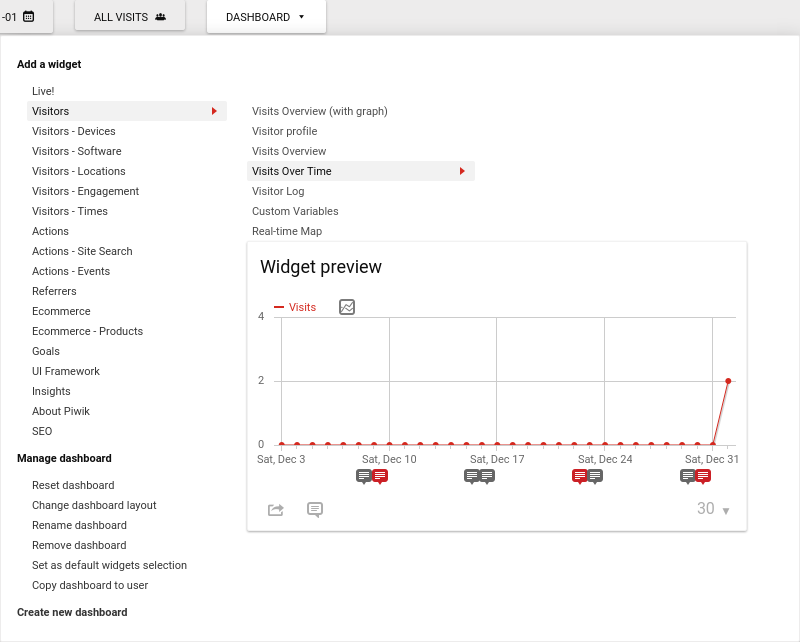 -01
ALL VISITS
DASHBOARD
Add a widget
Live!
Visitors
Visitors - Devices
Visitors - Software
Visitors - Locations
Visitors - Engagement
Visitors - Times
Actions
Actions - Site Search
Actions - Events
Referrers
Ecommerce
Ecommerce - Products
Goals
UI Framework
Insights
About Piwik
SEO
Manage dashboard
Reset dashboard
Change dashboard layout
Rename dashboard
Remove dashboard
Set as default widgets selection
Copy dashboard to user
Create new dashboard
Visits Overview (with graph)
Visitor profile
Visits Overview
Visits Over Time
Visitor Log
Custom Variables
Real-time Map
Widget preview
Visits
4
2
0
Sat, Dec 3 Sat, Dec 10 Sat, Dec 17 Sat, Dec 24 Sat, Dec 31
30